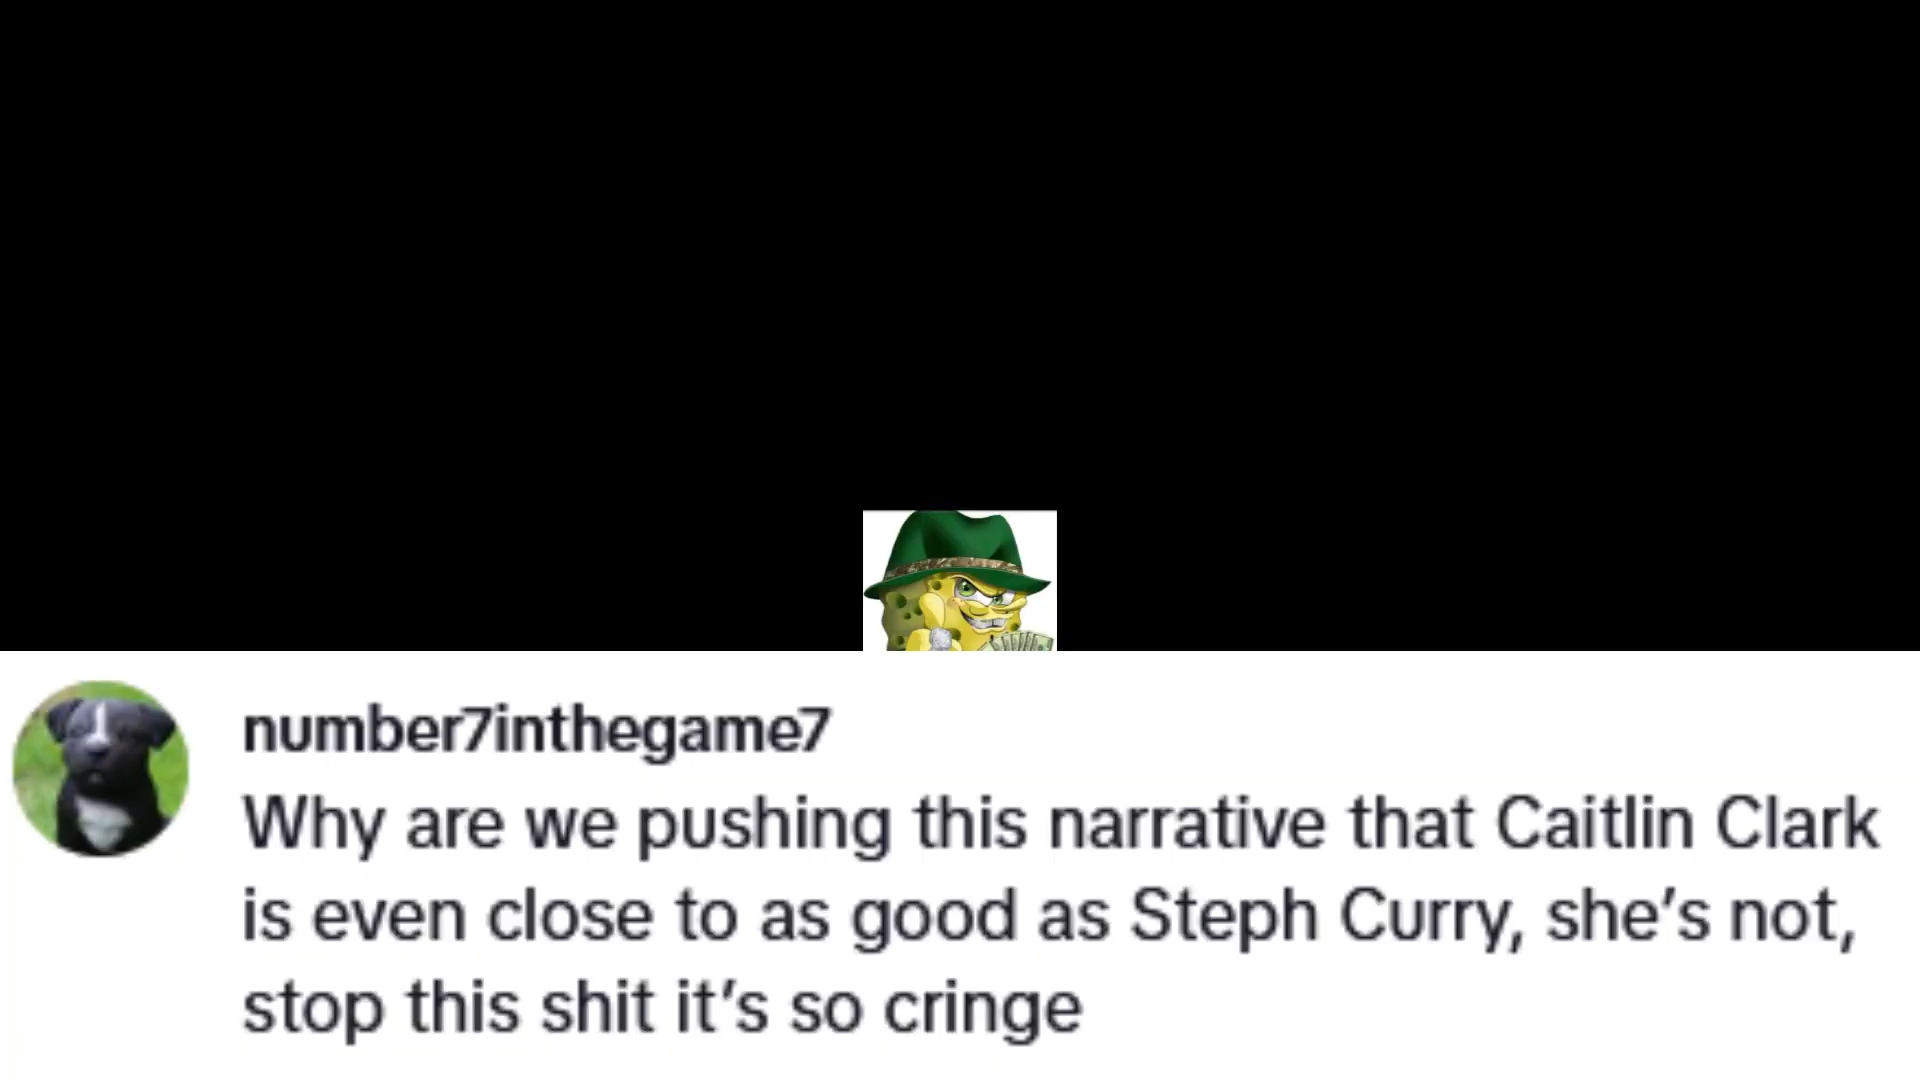 number7inthegame7
Why are we pushing this narrative that Caitlin Clark
is even close to as good as Steph Curry, she’s not,
stop this shit it’s so cringe